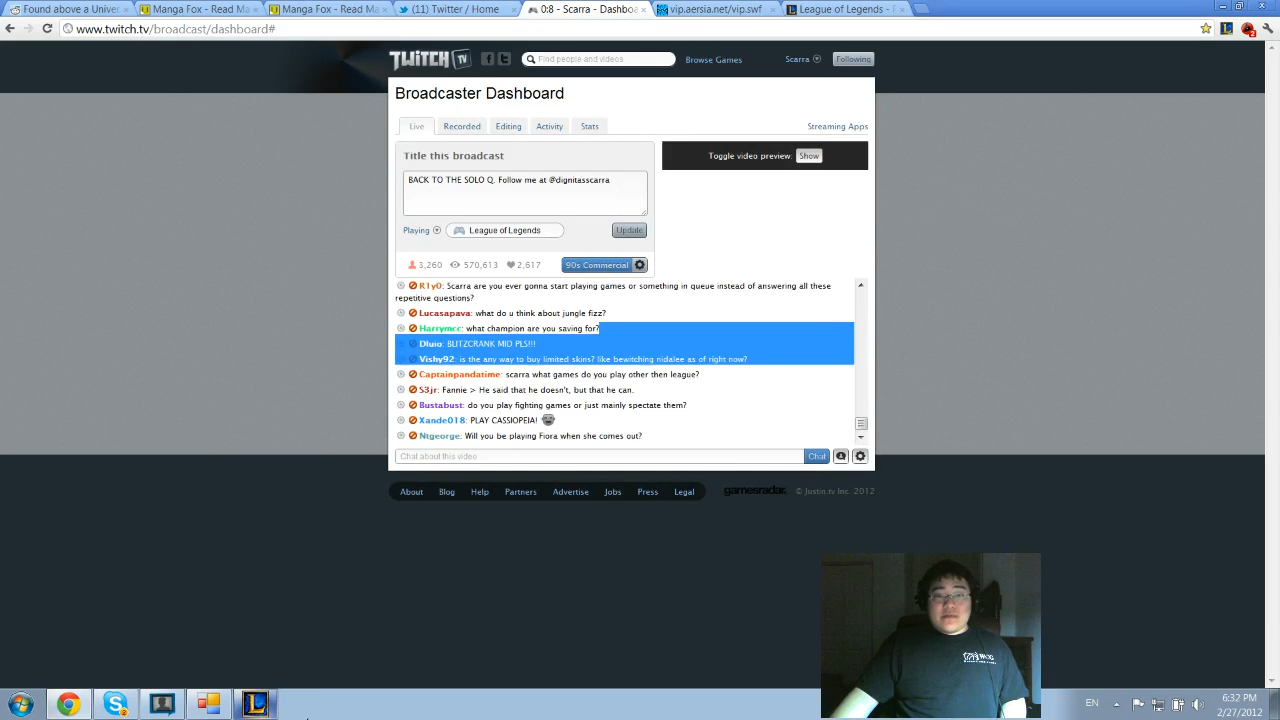 Found above a Univer
Manga Fox - Read Ma
Manga Fox - Read Ma
(1) Twitter / Home
0:8 - Scarra - Dashbo
vip.aersia.net/vip.swf
League of Legends -
www.twitch.tv/broadcast/dashboard#
TWITCH TV
Find people and videos
Browse Games
Scarra
Following
Broadcaster Dashboard
Live Recorded Editing Activity Stats
Streaming Apps
Title this broadcast
Toggle video preview: Show
BACK TO THE SOLO Q. Follow me at @dignitasscarra
Playing League of Legends Update
3,260 570,613 2,617 90s Commercial
R1y0: Scarra are you ever gonna start playing games or something in queue instead of answering all these
repetitive questions?
Lucasapava: what do u think about jungle fizz?
Harrymcc: what champion are you saving for?
Dluio: BLITZCRANK MID PLS!!!
Vishy92: is the any way to buy limited skins? like bewitching nidalee as of right now?
Captainpandatime: scarra what games do you play other then league?
S3jr: Fannie > He said that he doesn't, but that he can.
Bustabust: do you play fighting games or just mainly spectate them?
Xande018: PLAY CASSIOPEIA!
Ntgeorge: Will you be playing Fiora when she comes out?
Chat about this video
Chat
About Blog Help Partners Advertise Jobs Press Legal
gamesradar.
© Justin.tv Inc. 2012
EN
6:32 PM
2/27/2012